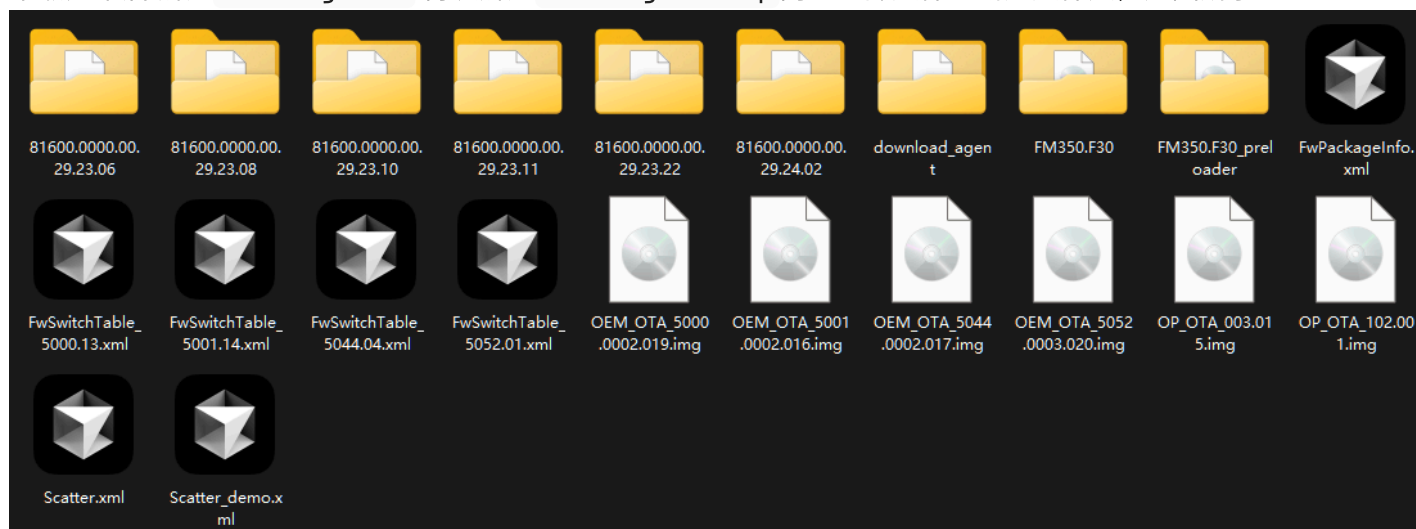 81600.0000.00.
29.23.06
81600.0000.00.
29.23.08
81600.0000.00.
29.23.10
81600.0000.00.
29.23.11
81600.0000.00.
29.23.22
81600.0000.00.
29.24.02
download_agen
t
FM350.F30
FM350.F30_prel
oader
FwPackageInfo.
xml
FwSwitchTable_
5000.13.xml
FwSwitchTable_
5001.14.xml
FwSwitchTable_
5044.04.xml
FwSwitchTable_
5052.01.xml
OEM_OTA_5000
.0002.019.img
OEM_OTA_5001
.0002.016.img
OEM_OTA_5044
.0002.017.img
OEM_OTA_5052
.0003.020.img
OP_OTA_003.01
5.img
OP_OTA_102.00
1.img
Scatter.xml
Scatter_demo.x
ml